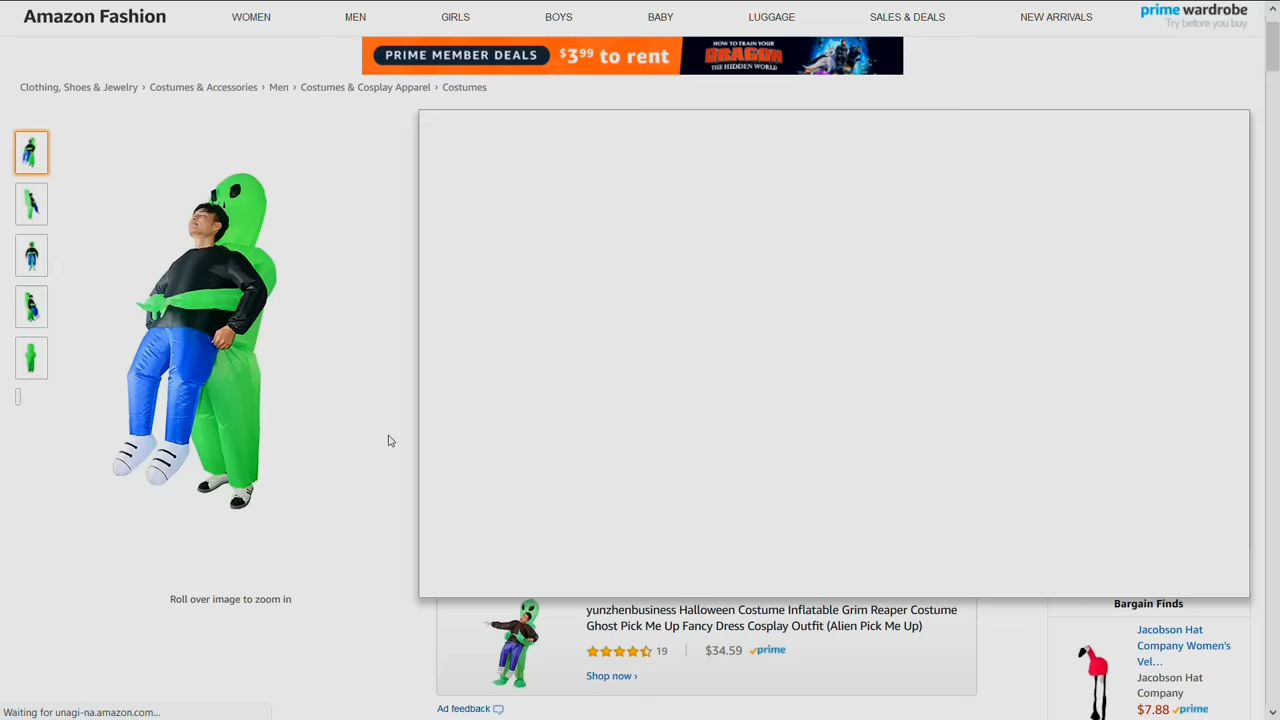 Amazon Fashion
WOMEN MEN GIRLS BOYS BABY LUGGAGE SALES & DEALS NEW ARRIVALS
prime wardrobe
Try before you buy
PRIME MEMBER DEALS $3.99 to rent
HOW TO TRAIN YOUR
DRAGON
THE HIDDEN WORLD
Clothing, Shoes & Jewelry › Costumes & Accessories › Men › Costumes & Cosplay Apparel › Costumes
Roll over image to zoom in
yunzhenbusiness Halloween Costume Inflatable Grim Reaper Costume
Ghost Pick Me Up Fancy Dress Cosplay Outfit (Alien Pick Me Up)
19 | $34.59 prime
Shop now ›
Ad feedback
Bargain Finds
Jacobson Hat
Company Women's
Vel…
Jacobson Hat
Company
$7.88 prime
Waiting for unagi-na.amazon.com...